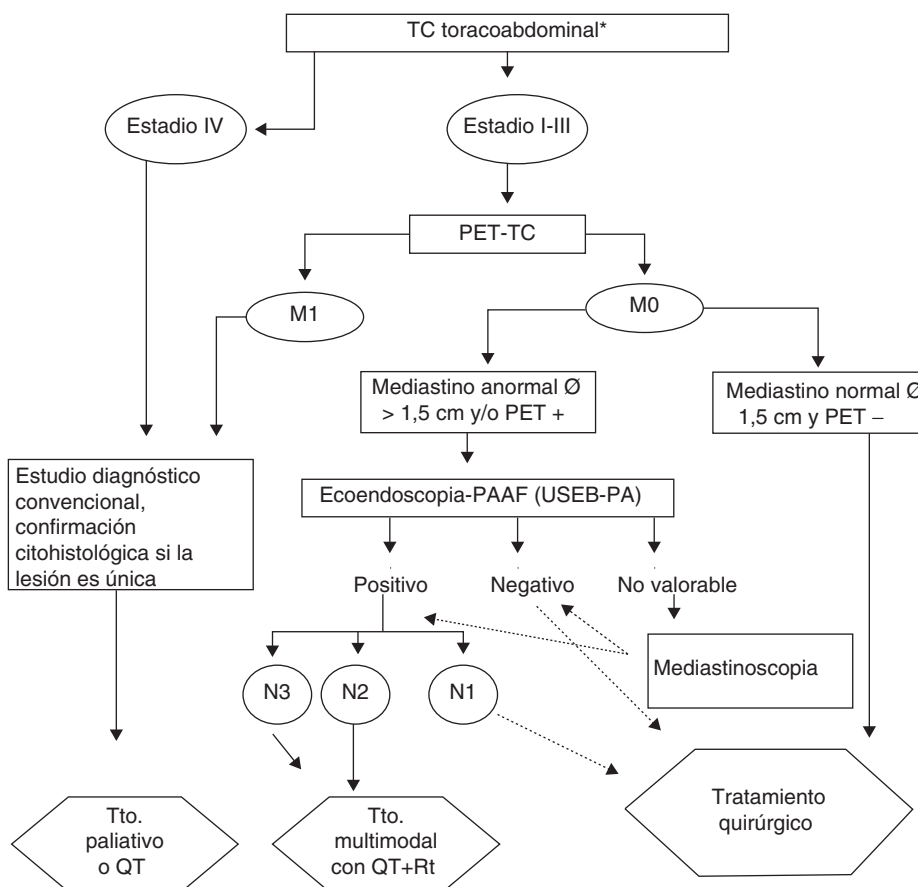 TC toracoabdominal*
Estadio IV
Estadio I-III
PET-TC
M1
M0
Mediastino anormal Ø
> 1,5 cm y/o PET +
Mediastino normal Ø
1,5 cm y PET –
Estudio diagnóstico
convencional,
confirmación
citohistológica si la
lesión es única
Ecoendoscopia-PAAF (USEB-PA)
Positivo
Negativo
No valorable
Mediastinoscopia
N3
N2
N1
Tto.
paliativo
o QT
Tto.
multimodal
con QT+Rt
Tratamiento
quirúrgico